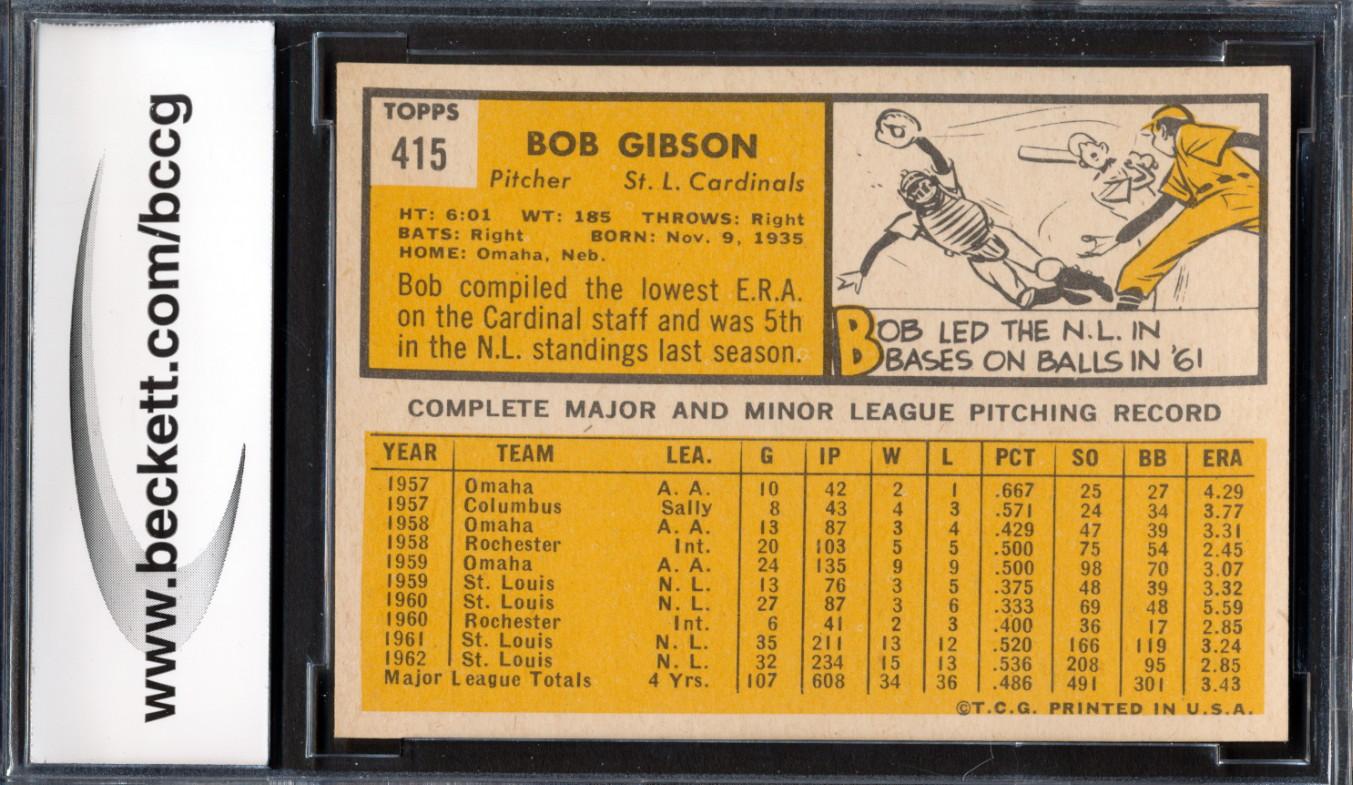 www.beckett.com/bccg
TOPPS
415
BOB GIBSON
Pitcher St. L. Cardinals
HT: 6:01 WT: 185 THROWS: Right
BATS: Right BORN: Nov. 9, 1935
HOME: Omaha, Neb.
Bob compiled the lowest E.R.A.
on the Cardinal staff and was 5th
in the N.L. standings last season.
BOB LED THE N.L. IN
BASES ON BALLS IN '61
COMPLETE MAJOR AND MINOR LEAGUE PITCHING RECORD
YEAR TEAM LEA. G IP W L PCT SO BB ERA
1957 Omaha A. A. 10 42 2 1 .667 25 27 4.29
1957 Columbus Sally 8 43 4 3 .571 24 34 3.77
1958 Omaha A. A. 13 87 3 4 .429 47 39 3.31
1958 Rochester Int. 20 103 5 5 .500 75 54 2.45
1959 Omaha A. A. 24 135 9 9 .500 98 70 3.07
1959 St. Louis N. L. 13 76 3 5 .375 48 39 3.32
1960 St. Louis N. L. 27 87 3 6 .333 69 48 5.59
1960 Rochester Int. 6 41 2 3 .400 36 17 2.85
1961 St. Louis N. L. 35 211 13 12 .520 166 119 3.24
1962 St. Louis N. L. 32 234 15 13 .536 208 95 2.85
Major League Totals 4 Yrs. 107 608 34 36 .486 491 301 3.43
©T.C.G. PRINTED IN U.S.A.